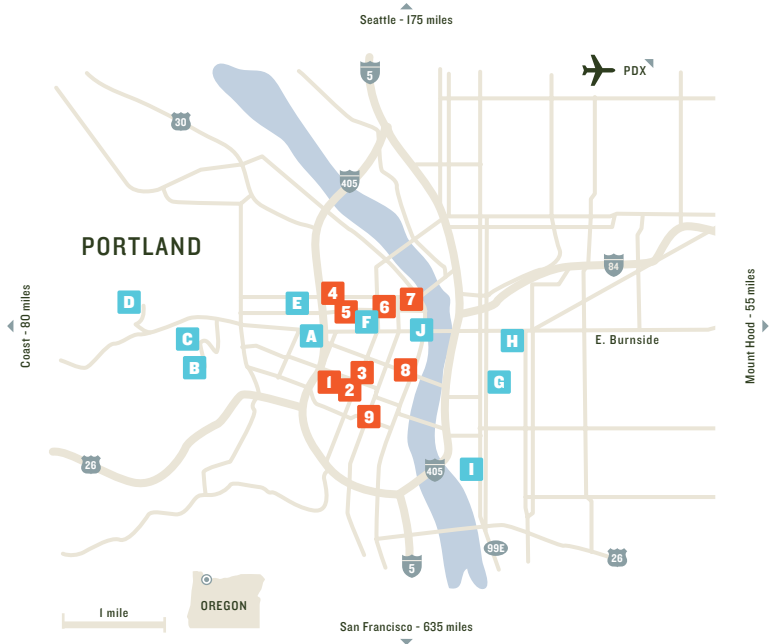 Seattle - 175 miles
5
PDX
30
405
PORTLAND
84
D
E
4
5
6
7
F
J
A
C
H
E. Burnside
B
Coast - 80 miles
Mount Hood - 55 miles
1
2
3
8
G
9
26
405
I
99E
26
5
OREGON
1 mile
San Francisco - 635 miles